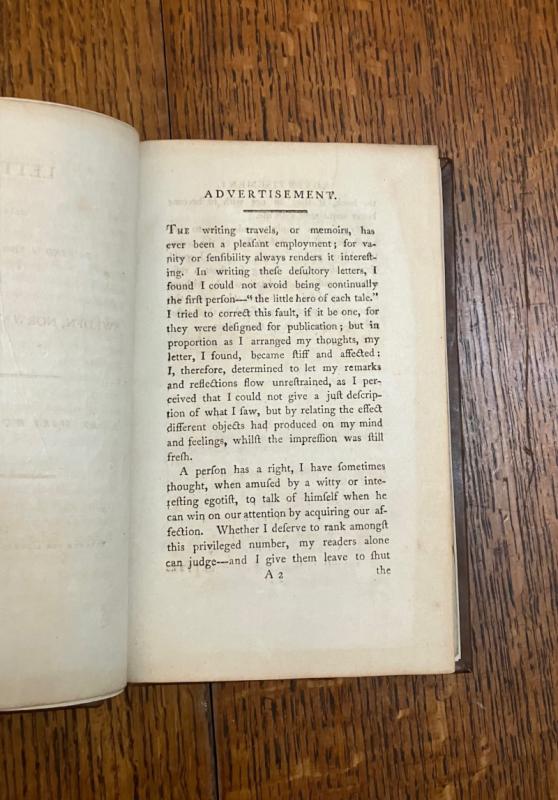 ADVERTISEMENT.
THE writing travels, or memoirs, has
ever been a pleaſant employment; for va-
nity or ſenſibility always renders it intereſt-
ing. In writing theſe deſultory letters, I
found I could not avoid being continually
the firſt perſon—“ the little hero of each tale.”
I tried to correct this fault, if it be one, for
they were deſigned for publication; but in
proportion as I arranged my thoughts, my
letter, I found, became ſtiff and affected:
I, therefore, determined to let my remarks
and reflections flow unreſtrained, as I per-
ceived that I could not give a juſt deſcrip-
tion of what I ſaw, but by relating the effect
different objects had produced on my mind
and feelings, whilſt the impreſſion was ſtill
freſh.
A perſon has a right, I have ſometimes
thought, when amuſed by a witty or inte-
reſting egotiſt, to talk of himſelf when he
can win on our attention by acquiring our af-
fection. Whether I deſerve to rank amongſt
this privileged number, my readers alone
can judge—and I give them leave to ſhut
A 2 the